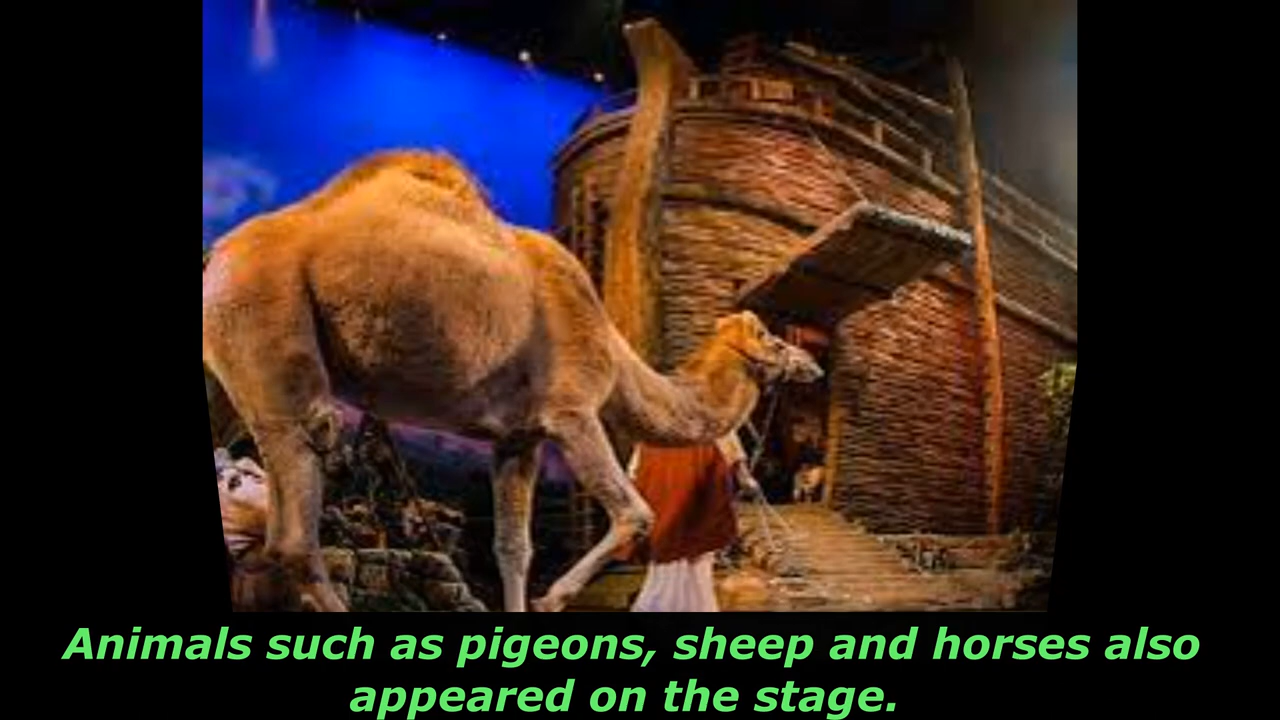 Animals such as pigeons, sheep and horses also
appeared on the stage.